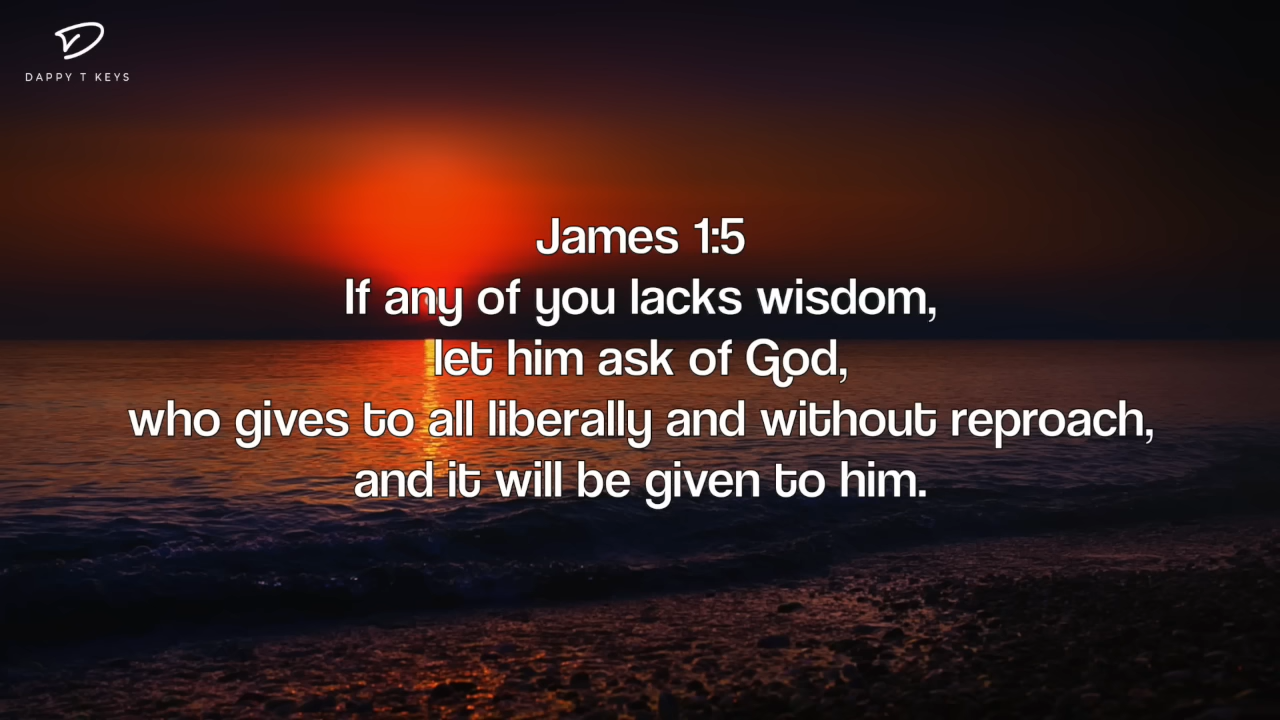 DAPPY T KEYS
James 1:5
If any of you lacks wisdom,
let him ask of God,
who gives to all liberally and without reproach,
and it will be given to him.